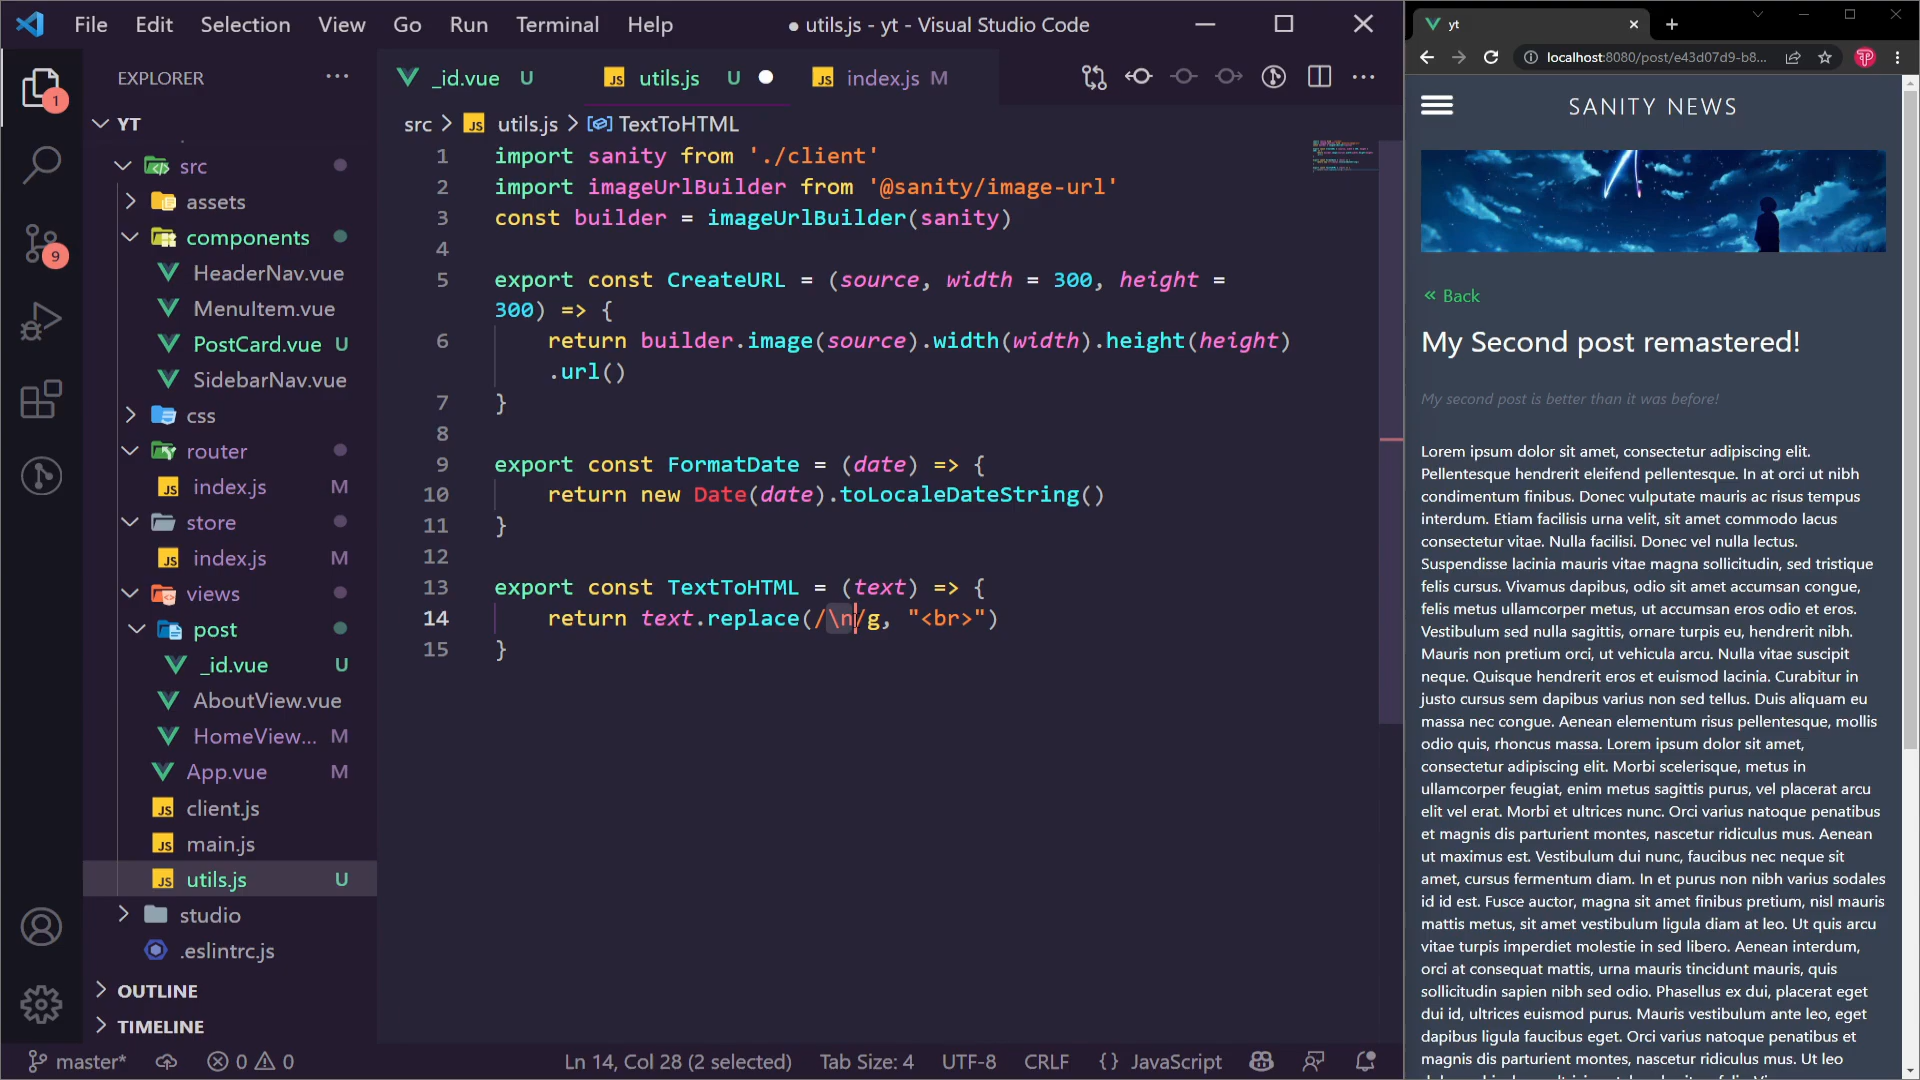 File Edit Selection View Go Run Terminal Help
● utils.js - yt - Visual Studio Code
EXPLORER
YT
src
assets
components
HeaderNav.vue
MenuItem.vue
PostCard.vue U
SidebarNav.vue
css
router
index.js M
store
index.js M
views
post
_id.vue U
AboutView.vue
HomeView... M
App.vue M
client.js
main.js
utils.js U
studio
.eslintrc.js
OUTLINE
TIMELINE
1
9
_id.vue U
utils.js U
index.js M
src > utils.js > TextToHTML
1 import sanity from './client'
2 import imageUrlBuilder from '@sanity/image-url'
3 const builder = imageUrlBuilder(sanity)
4
5 export const CreateURL = (source, width = 300, height =
300) => {
6 return builder.image(source).width(width).height(height)
.url()
7 }
8
9 export const FormatDate = (date) => {
10 return new Date(date).toLocaleDateString()
11 }
12
13 export const TextToHTML = (text) => {
14 return text.replace(/\n/g, "<br>")
15 }
master* 0 0
Ln 14, Col 28 (2 selected) Tab Size: 4 UTF-8 CRLF {} JavaScript
yt
localhost:8080/post/e43d07d9-b8...
SANITY NEWS
« Back
My Second post remastered!
My second post is better than it was before!
Lorem ipsum dolor sit amet, consectetur adipiscing elit.
Pellentesque hendrerit eleifend pellentesque. In at orci ut nibh
condimentum finibus. Donec vulputate mauris ac risus tempus
interdum. Etiam facilisis urna velit, sit amet commodo lacus
consectetur vitae. Nulla facilisi. Donec vel nulla lectus.
Suspendisse lacinia mauris vitae magna sollicitudin, sed tristique
felis cursus. Vivamus dapibus, odio sit amet accumsan congue,
felis metus ullamcorper metus, ut accumsan eros odio et eros.
Vestibulum sed nulla sagittis, ornare turpis eu, hendrerit nibh.
Mauris non pretium orci, ut vehicula arcu. Nulla vitae suscipit
neque. Quisque hendrerit eros et euismod lacinia. Curabitur in
justo cursus sem dapibus varius non sed tellus. Duis aliquam eu
massa nec congue. Aenean elementum risus pellentesque, mollis
odio quis, rhoncus massa. Lorem ipsum dolor sit amet,
consectetur adipiscing elit. Morbi scelerisque, metus in
ullamcorper feugiat, enim metus sagittis purus, vel placerat arcu
elit vel erat. Morbi et ultrices nunc. Orci varius natoque penatibus
et magnis dis parturient montes, nascetur ridiculus mus. Aenean
ut maximus est. Vestibulum dui nunc, faucibus nec neque sit
amet, cursus fermentum diam. In et purus non nibh varius sodales
id id est. Fusce auctor, magna sit amet finibus pretium, nisl mauris
mattis metus, sit amet vestibulum ligula diam at leo. Ut quis arcu
vitae turpis imperdiet molestie in sed libero. Aenean interdum,
orci at consequat mattis, urna mauris tincidunt mauris, quis
sollicitudin sapien nibh sed odio. Phasellus ex dui, placerat eget
dui id, ultrices euismod purus. Mauris vestibulum ante leo, eget
dapibus ligula faucibus eget. Orci varius natoque penatibus et
magnis dis parturient montes, nascetur ridiculus mus. Ut leo